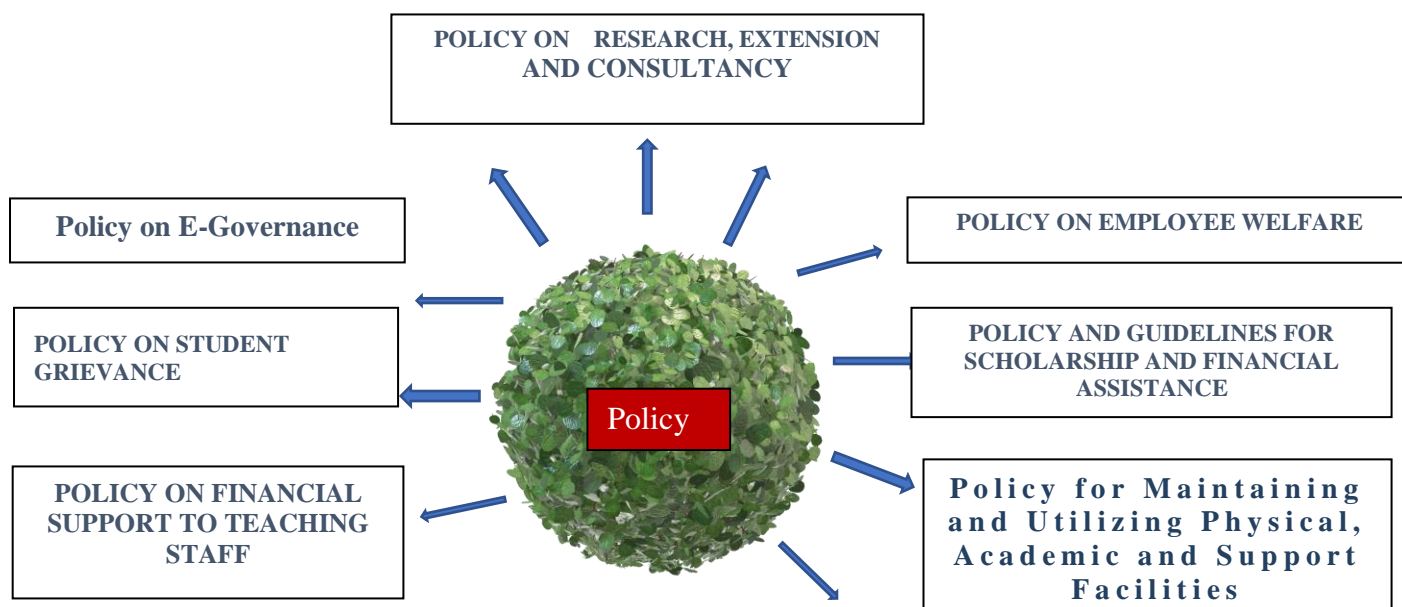 POLICY ON RESEARCH, EXTENSION
AND CONSULTANCY
Policy on E-Governance
POLICY ON EMPLOYEE WELFARE
POLICY ON STUDENT
GRIEVANCE
POLICY AND GUIDELINES FOR
SCHOLARSHIP AND FINANCIAL
ASSISTANCE
Policy
POLICY ON FINANCIAL
SUPPORT TO TEACHING
STAFF
Policy for Maintaining
and Utilizing Physical,
Academic and Support
Facilities